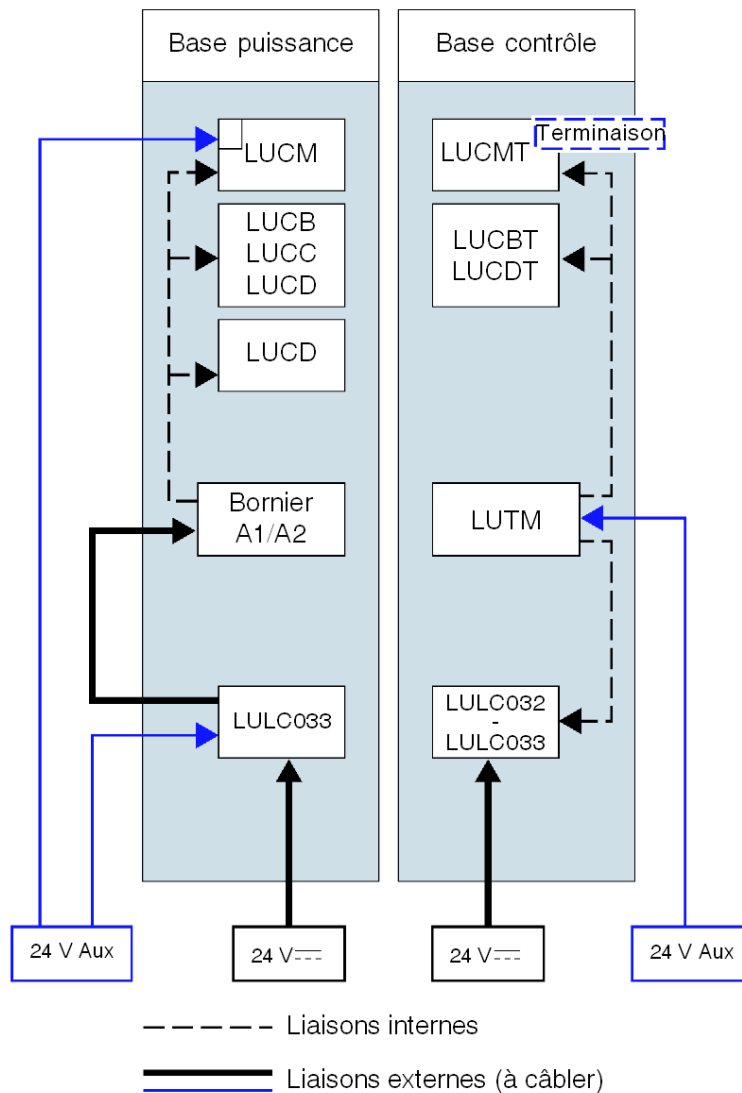 Base puissance
Base contrôle
LUCM
LUCMT
Terminaison
LUCB
LUCC
LUCD
LUCBT
LUCDT
LUCD
Bornier
A1/A2
LUTM
LULC033
LULC032
-
LULC033
24 V Aux
24 V
24 V
24 V Aux
Liaisons internes
Liaisons externes (à câbler)